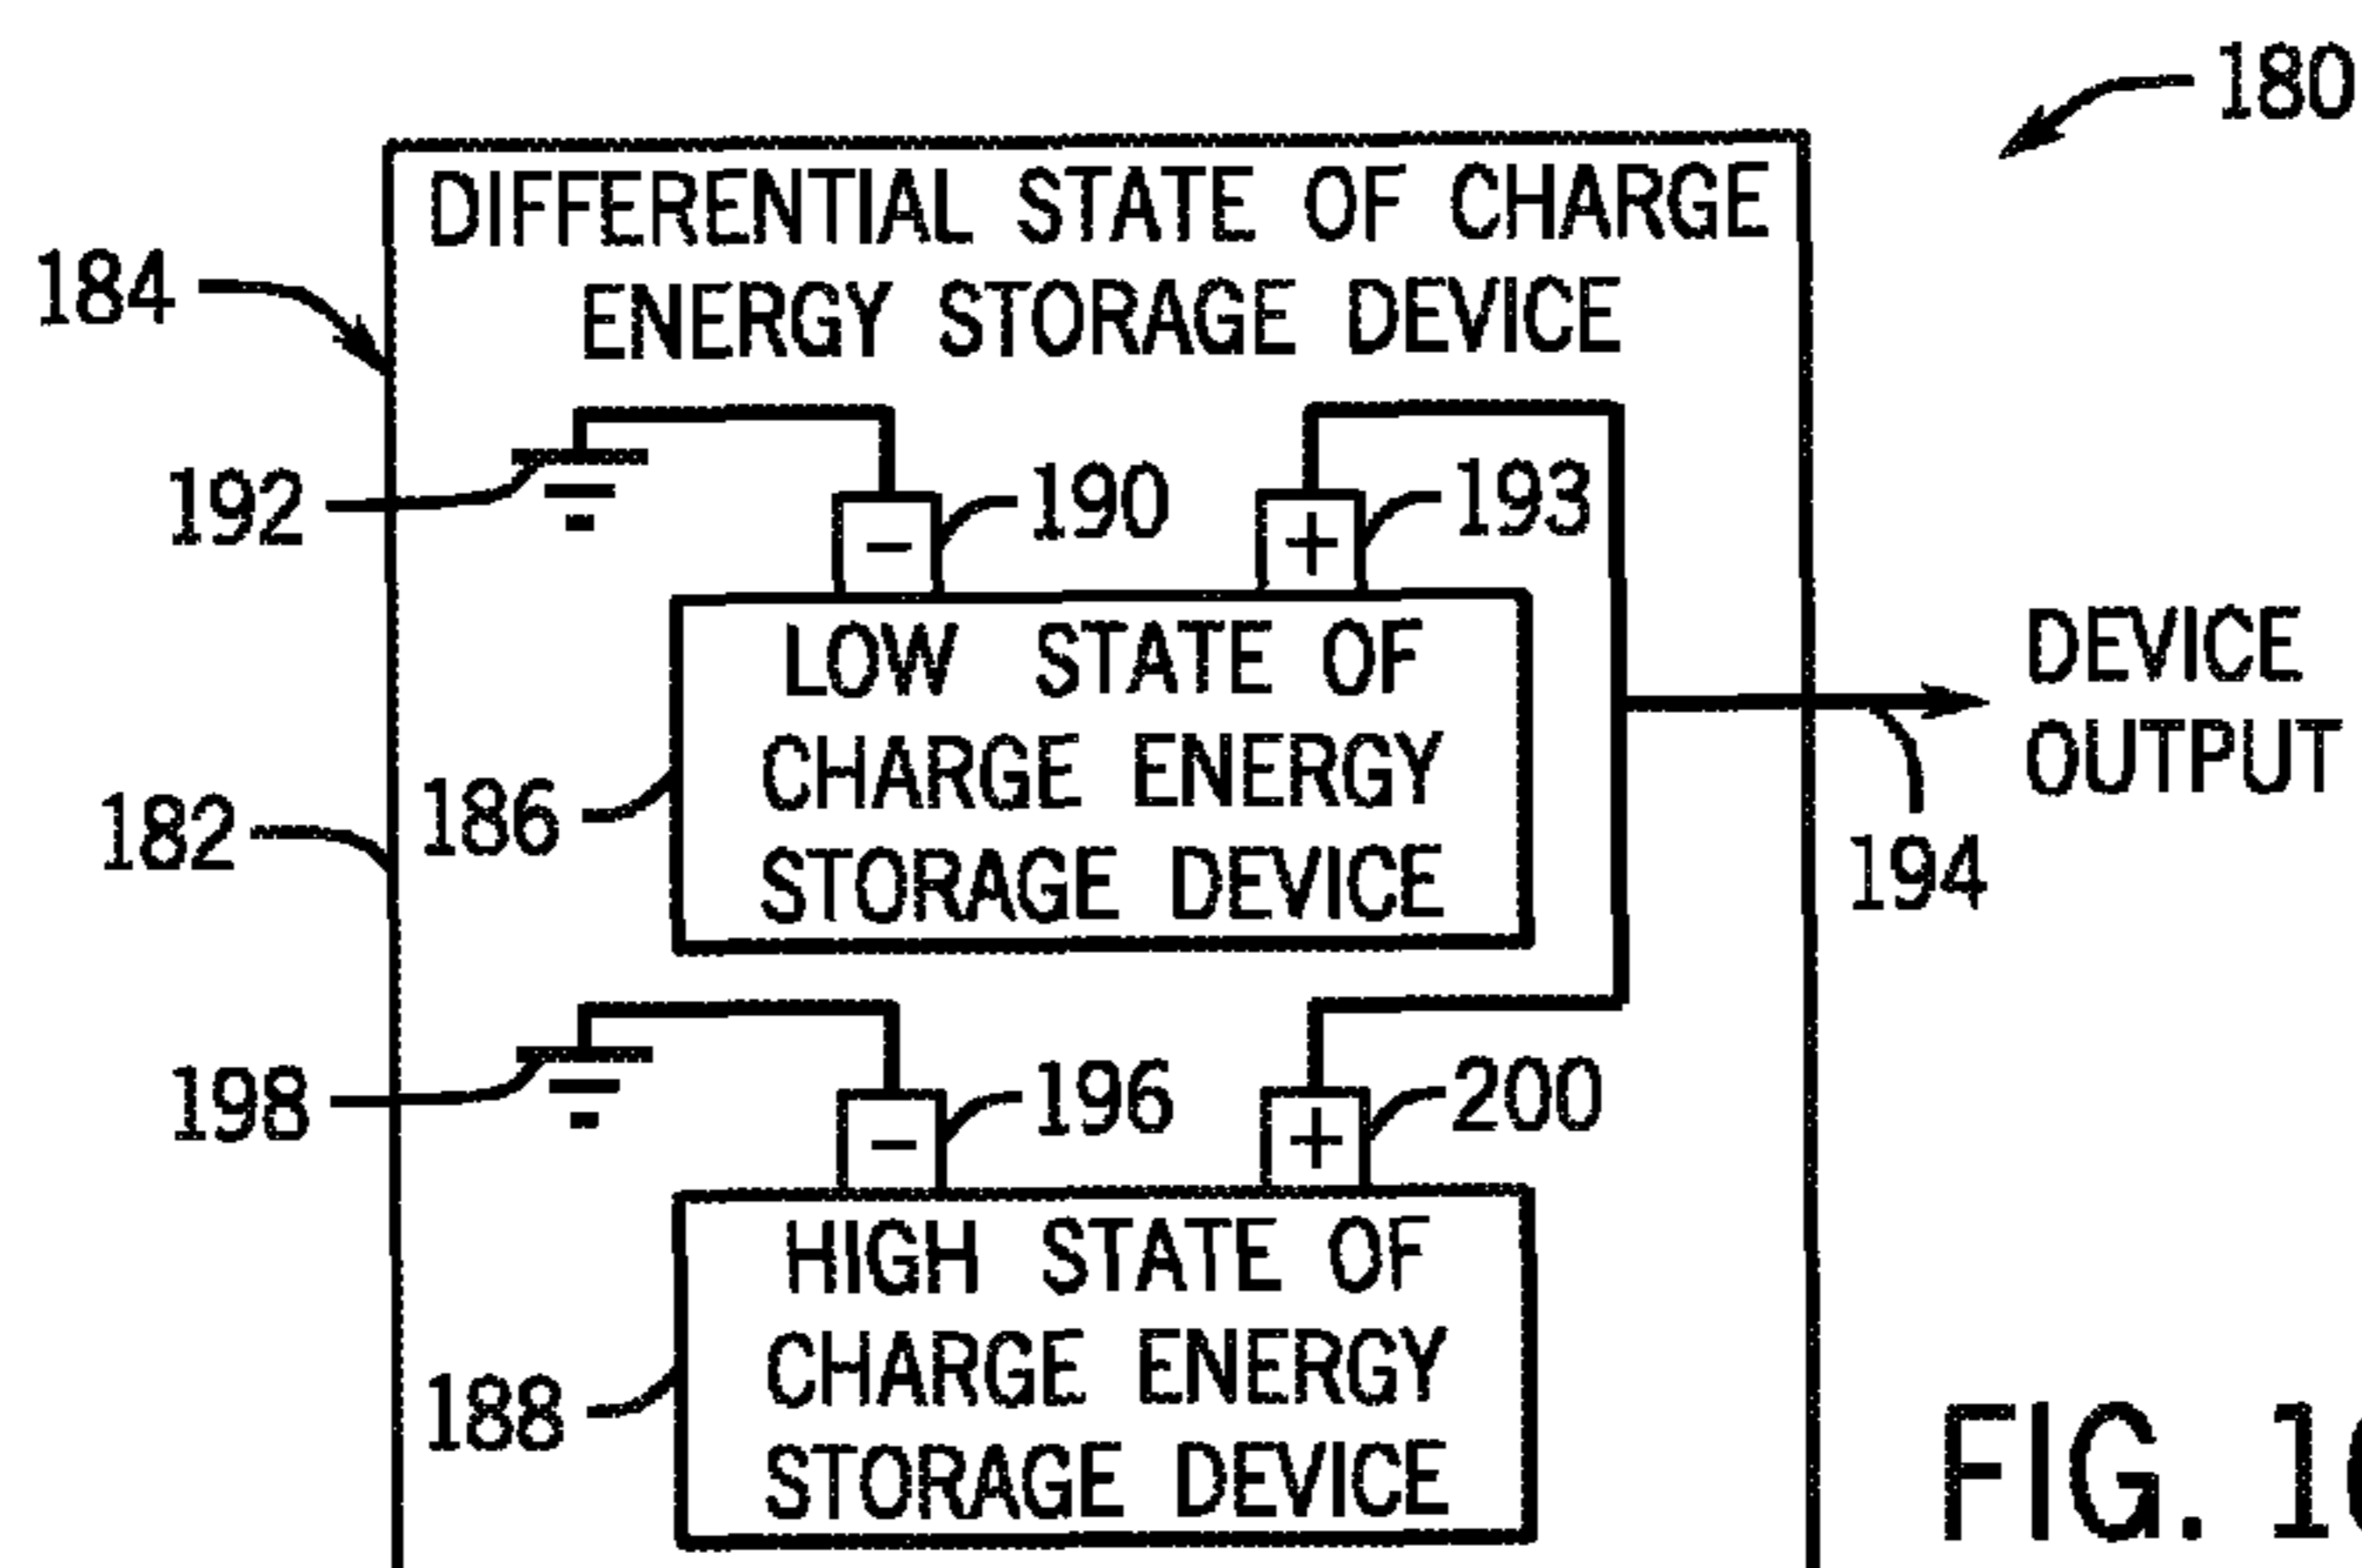 180
DIFFERENTIAL STATE OF CHARGE
ENERGY STORAGE DEVICE
184
192
190
193
-
+
LOW STATE OF
CHARGE ENERGY
STORAGE DEVICE
DEVICE
OUTPUT
182
186
194
198
196
200
-
+
HIGH STATE OF
CHARGE ENERGY
STORAGE DEVICE
188
FIG.